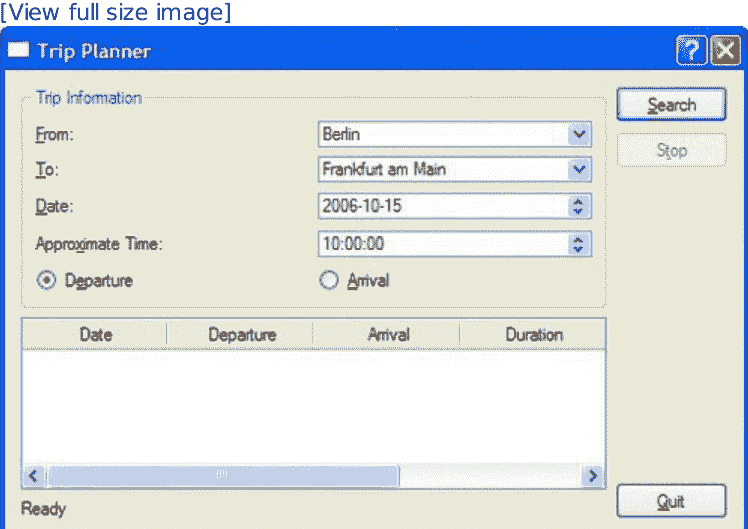 [View full size image]
Trip Planner
Trip Information
From: Berlin
To: Frankfurt am Main
Date: 2006-10-15
Approximate Time: 10:00:00
Departure Arrival
Search
Stop
Date Departure Arrival Duration
Ready
Quit